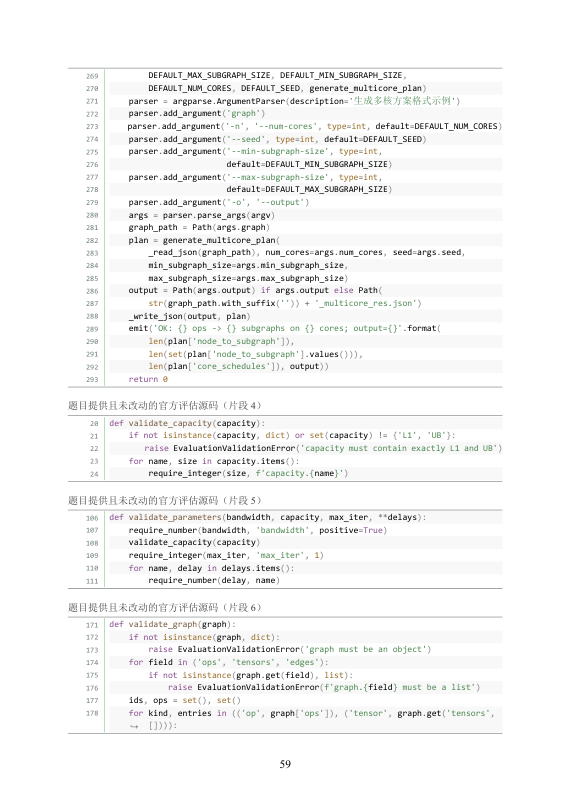 269 DEFAULT_MAX_SUBGRAPH_SIZE, DEFAULT_MIN_SUBGRAPH_SIZE,
270 DEFAULT_NUM_CORES, DEFAULT_SEED, generate_multicore_plan)
271 parser = argparse.ArgumentParser(description='生成多核方案格式示例')
272 parser.add_argument('graph')
273 parser.add_argument('-n', '--num-cores', type=int, default=DEFAULT_NUM_CORES)
274 parser.add_argument('--seed', type=int, default=DEFAULT_SEED)
275 parser.add_argument('--min-subgraph-size', type=int,
276 default=DEFAULT_MIN_SUBGRAPH_SIZE)
277 parser.add_argument('--max-subgraph-size', type=int,
278 default=DEFAULT_MAX_SUBGRAPH_SIZE)
279 parser.add_argument('-o', '--output')
280 args = parser.parse_args(argv)
281 graph_path = Path(args.graph)
282 plan = generate_multicore_plan(
283 _read_json(graph_path), num_cores=args.num_cores, seed=args.seed,
284 min_subgraph_size=args.min_subgraph_size,
285 max_subgraph_size=args.max_subgraph_size)
286 output = Path(args.output) if args.output else Path(
287 str(graph_path.with_suffix('')) + '_multicore_res.json')
288 _write_json(output, plan)
289 emit('OK: {} ops -> {} subgraphs on {} cores; output={}'.format(
290 len(plan['node_to_subgraph']),
291 len(set(plan['node_to_subgraph'].values())),
292 len(plan['core_schedules']), output))
293 return 0
题目提供且未改动的官方评估源码（片段 4）
20 def validate_capacity(capacity):
21 if not isinstance(capacity, dict) or set(capacity) != {'L1', 'UB'}:
22 raise EvaluationValidationError('capacity must contain exactly L1 and UB')
23 for name, size in capacity.items():
24 require_integer(size, f'capacity.{name}')
题目提供且未改动的官方评估源码（片段 5）
106 def validate_parameters(bandwidth, capacity, max_iter, **delays):
107 require_number(bandwidth, 'bandwidth', positive=True)
108 validate_capacity(capacity)
109 require_integer(max_iter, 'max_iter', 1)
110 for name, delay in delays.items():
111 require_number(delay, name)
题目提供且未改动的官方评估源码（片段 6）
171 def validate_graph(graph):
172 if not isinstance(graph, dict):
173 raise EvaluationValidationError('graph must be an object')
174 for field in ('ops', 'tensors', 'edges'):
175 if not isinstance(graph.get(field), list):
176 raise EvaluationValidationError(f'graph.{field} must be a list')
177 ids, ops = set(), set()
178 for kind, entries in (('op', graph['ops']), ('tensor', graph.get('tensors',
↪ []))):
59